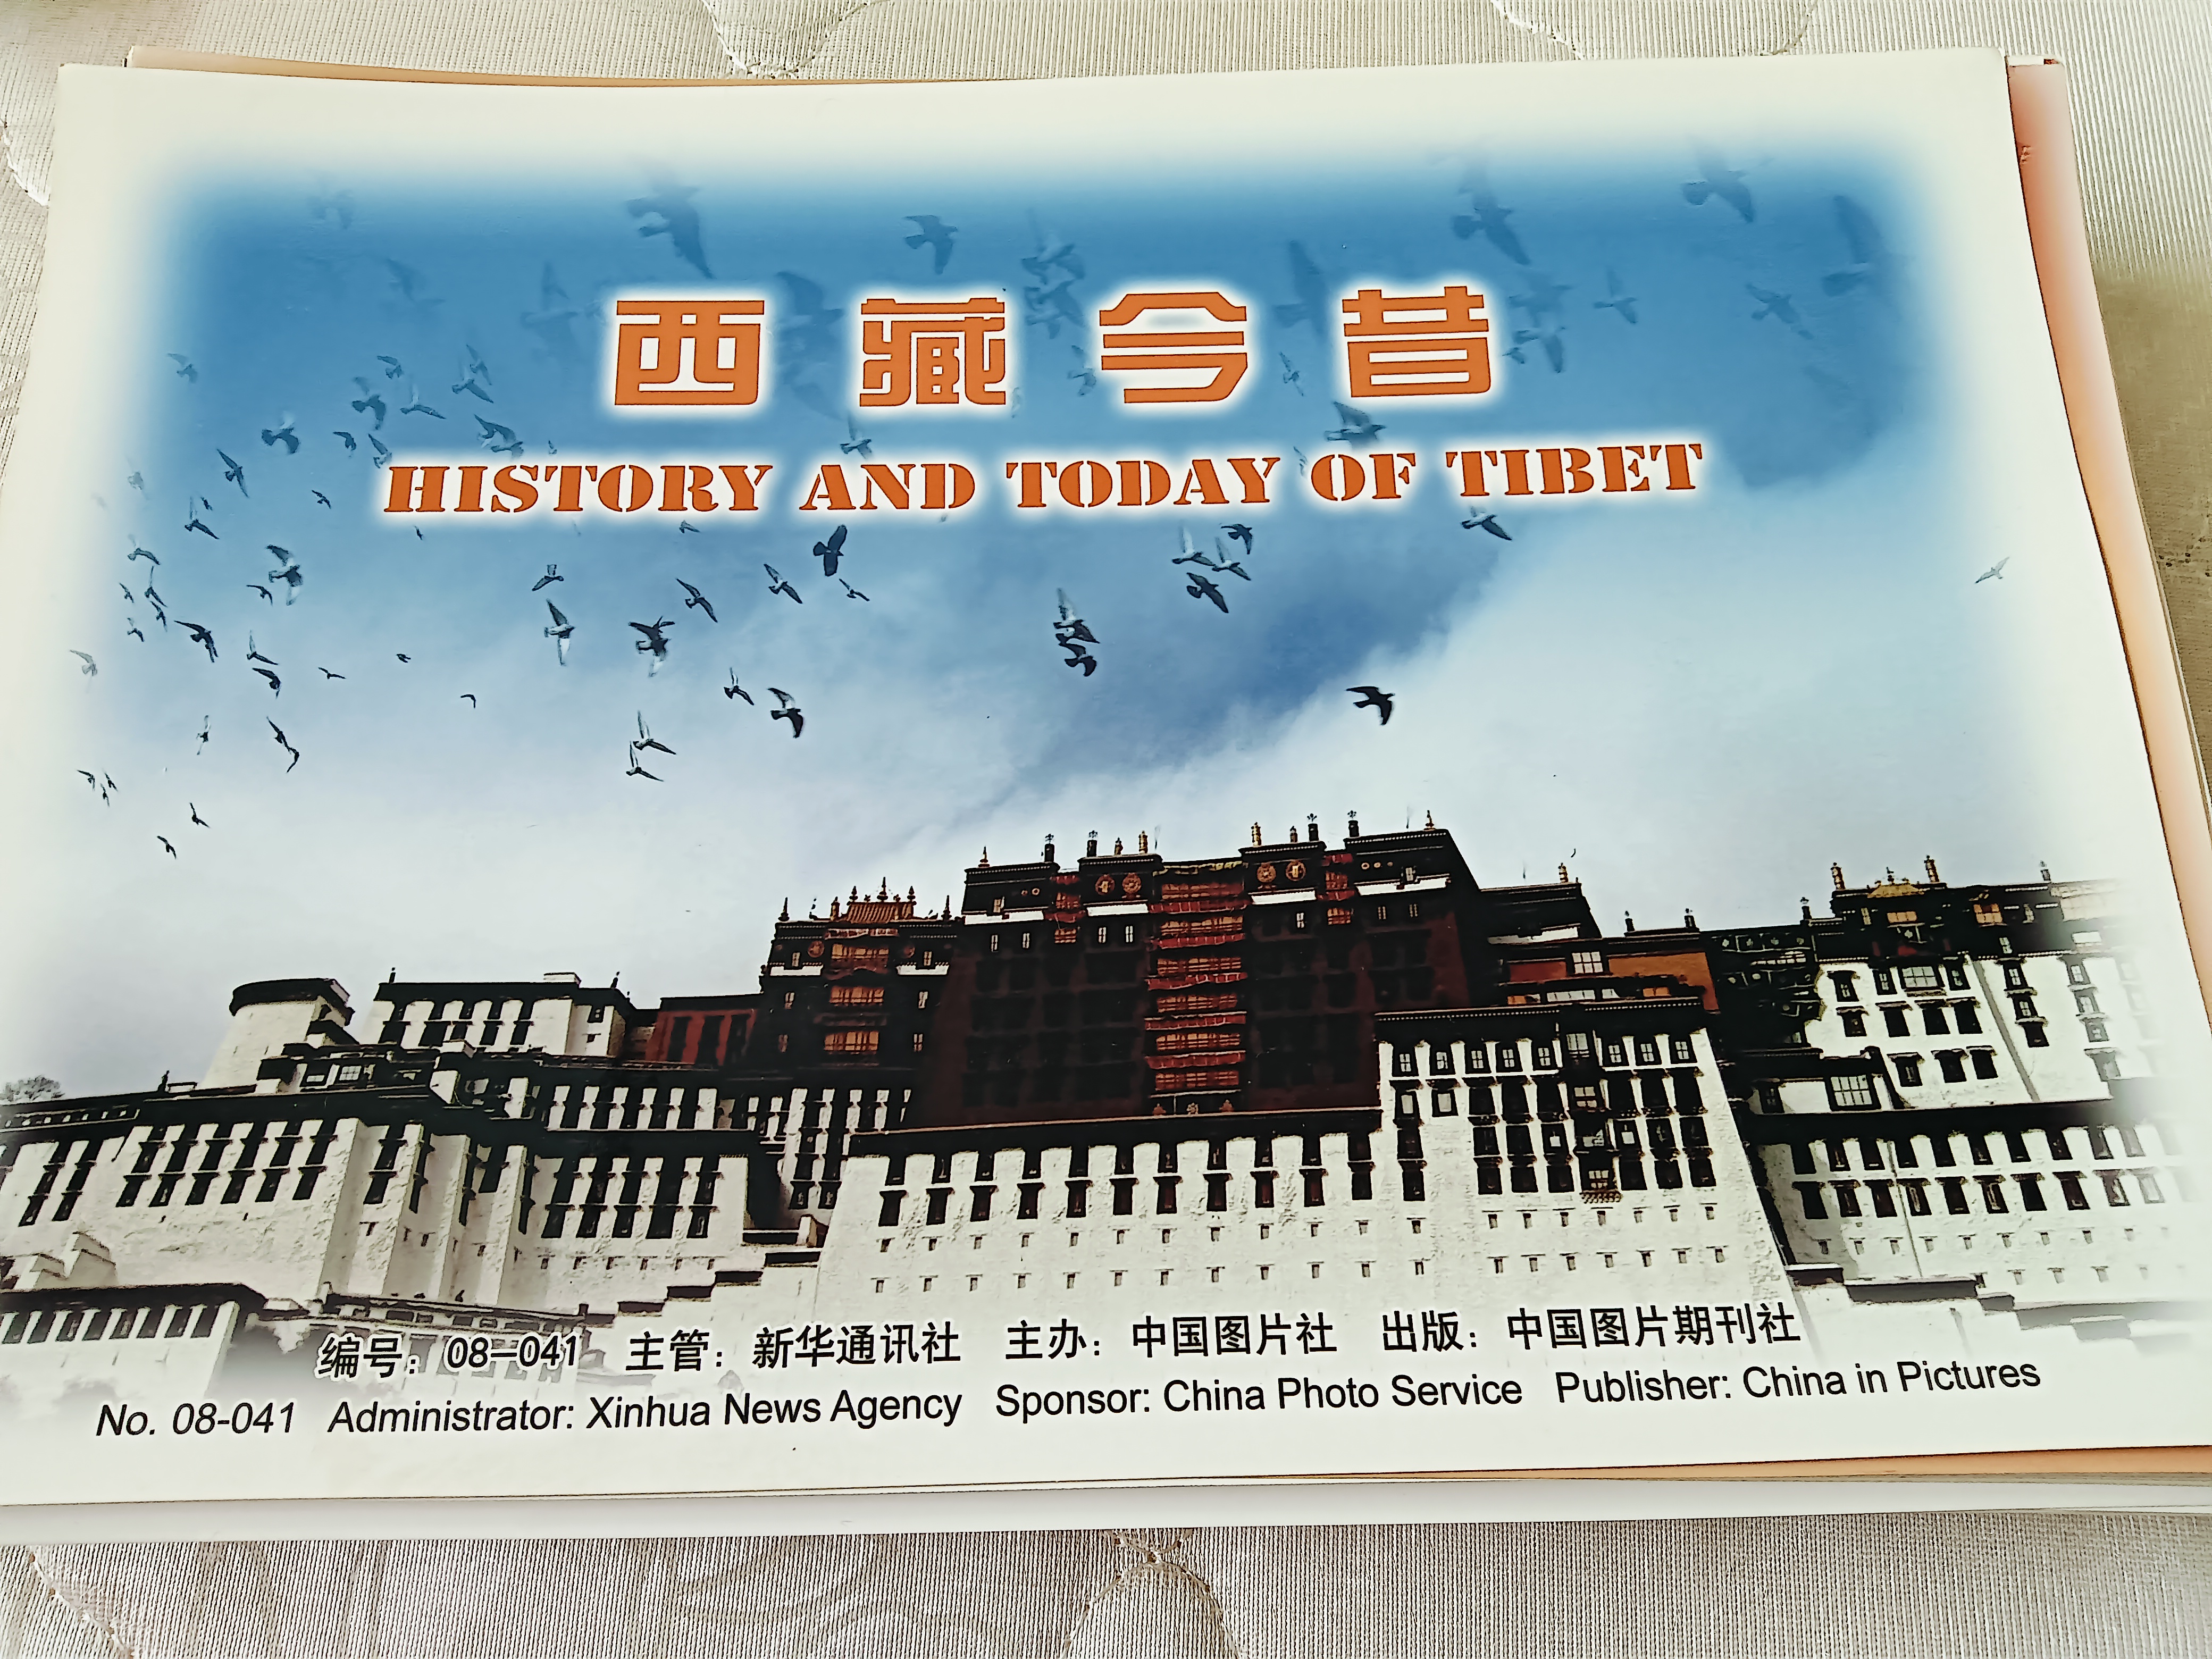 西藏今昔
HISTORY AND TODAY OF TIBET
编号：08—041 主管：新华通讯社 主办：中国图片社 出版：中国图片期刊社
No. 08-041 Administrator: Xinhua News Agency Sponsor: China Photo Service Publisher: China in Pictures